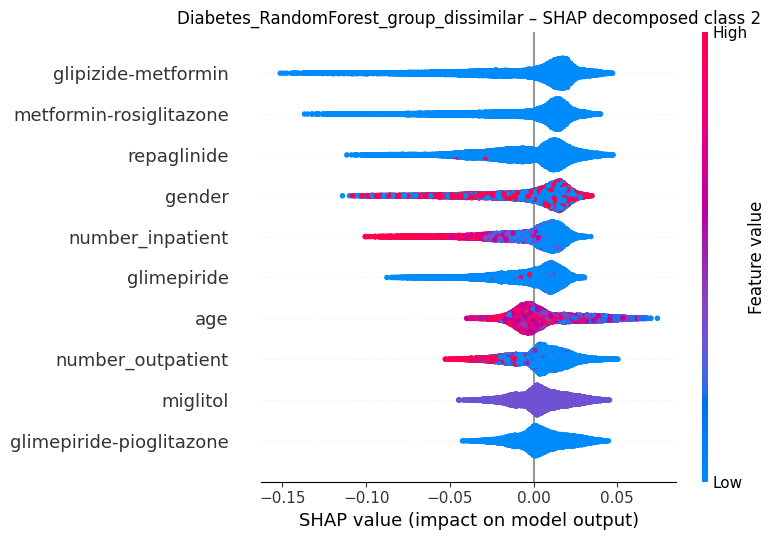 Diabetes_RandomForest_group_dissimilar – SHAP decomposed class 2
High
glipizide-metformin
metformin-rosiglitazone
repaglinide
gender
number_inpatient
glimepiride
age
number_outpatient
miglitol
glimepiride-pioglitazone
Feature value
Low
−0.15 −0.10 −0.05 0.00 0.05
SHAP value (impact on model output)